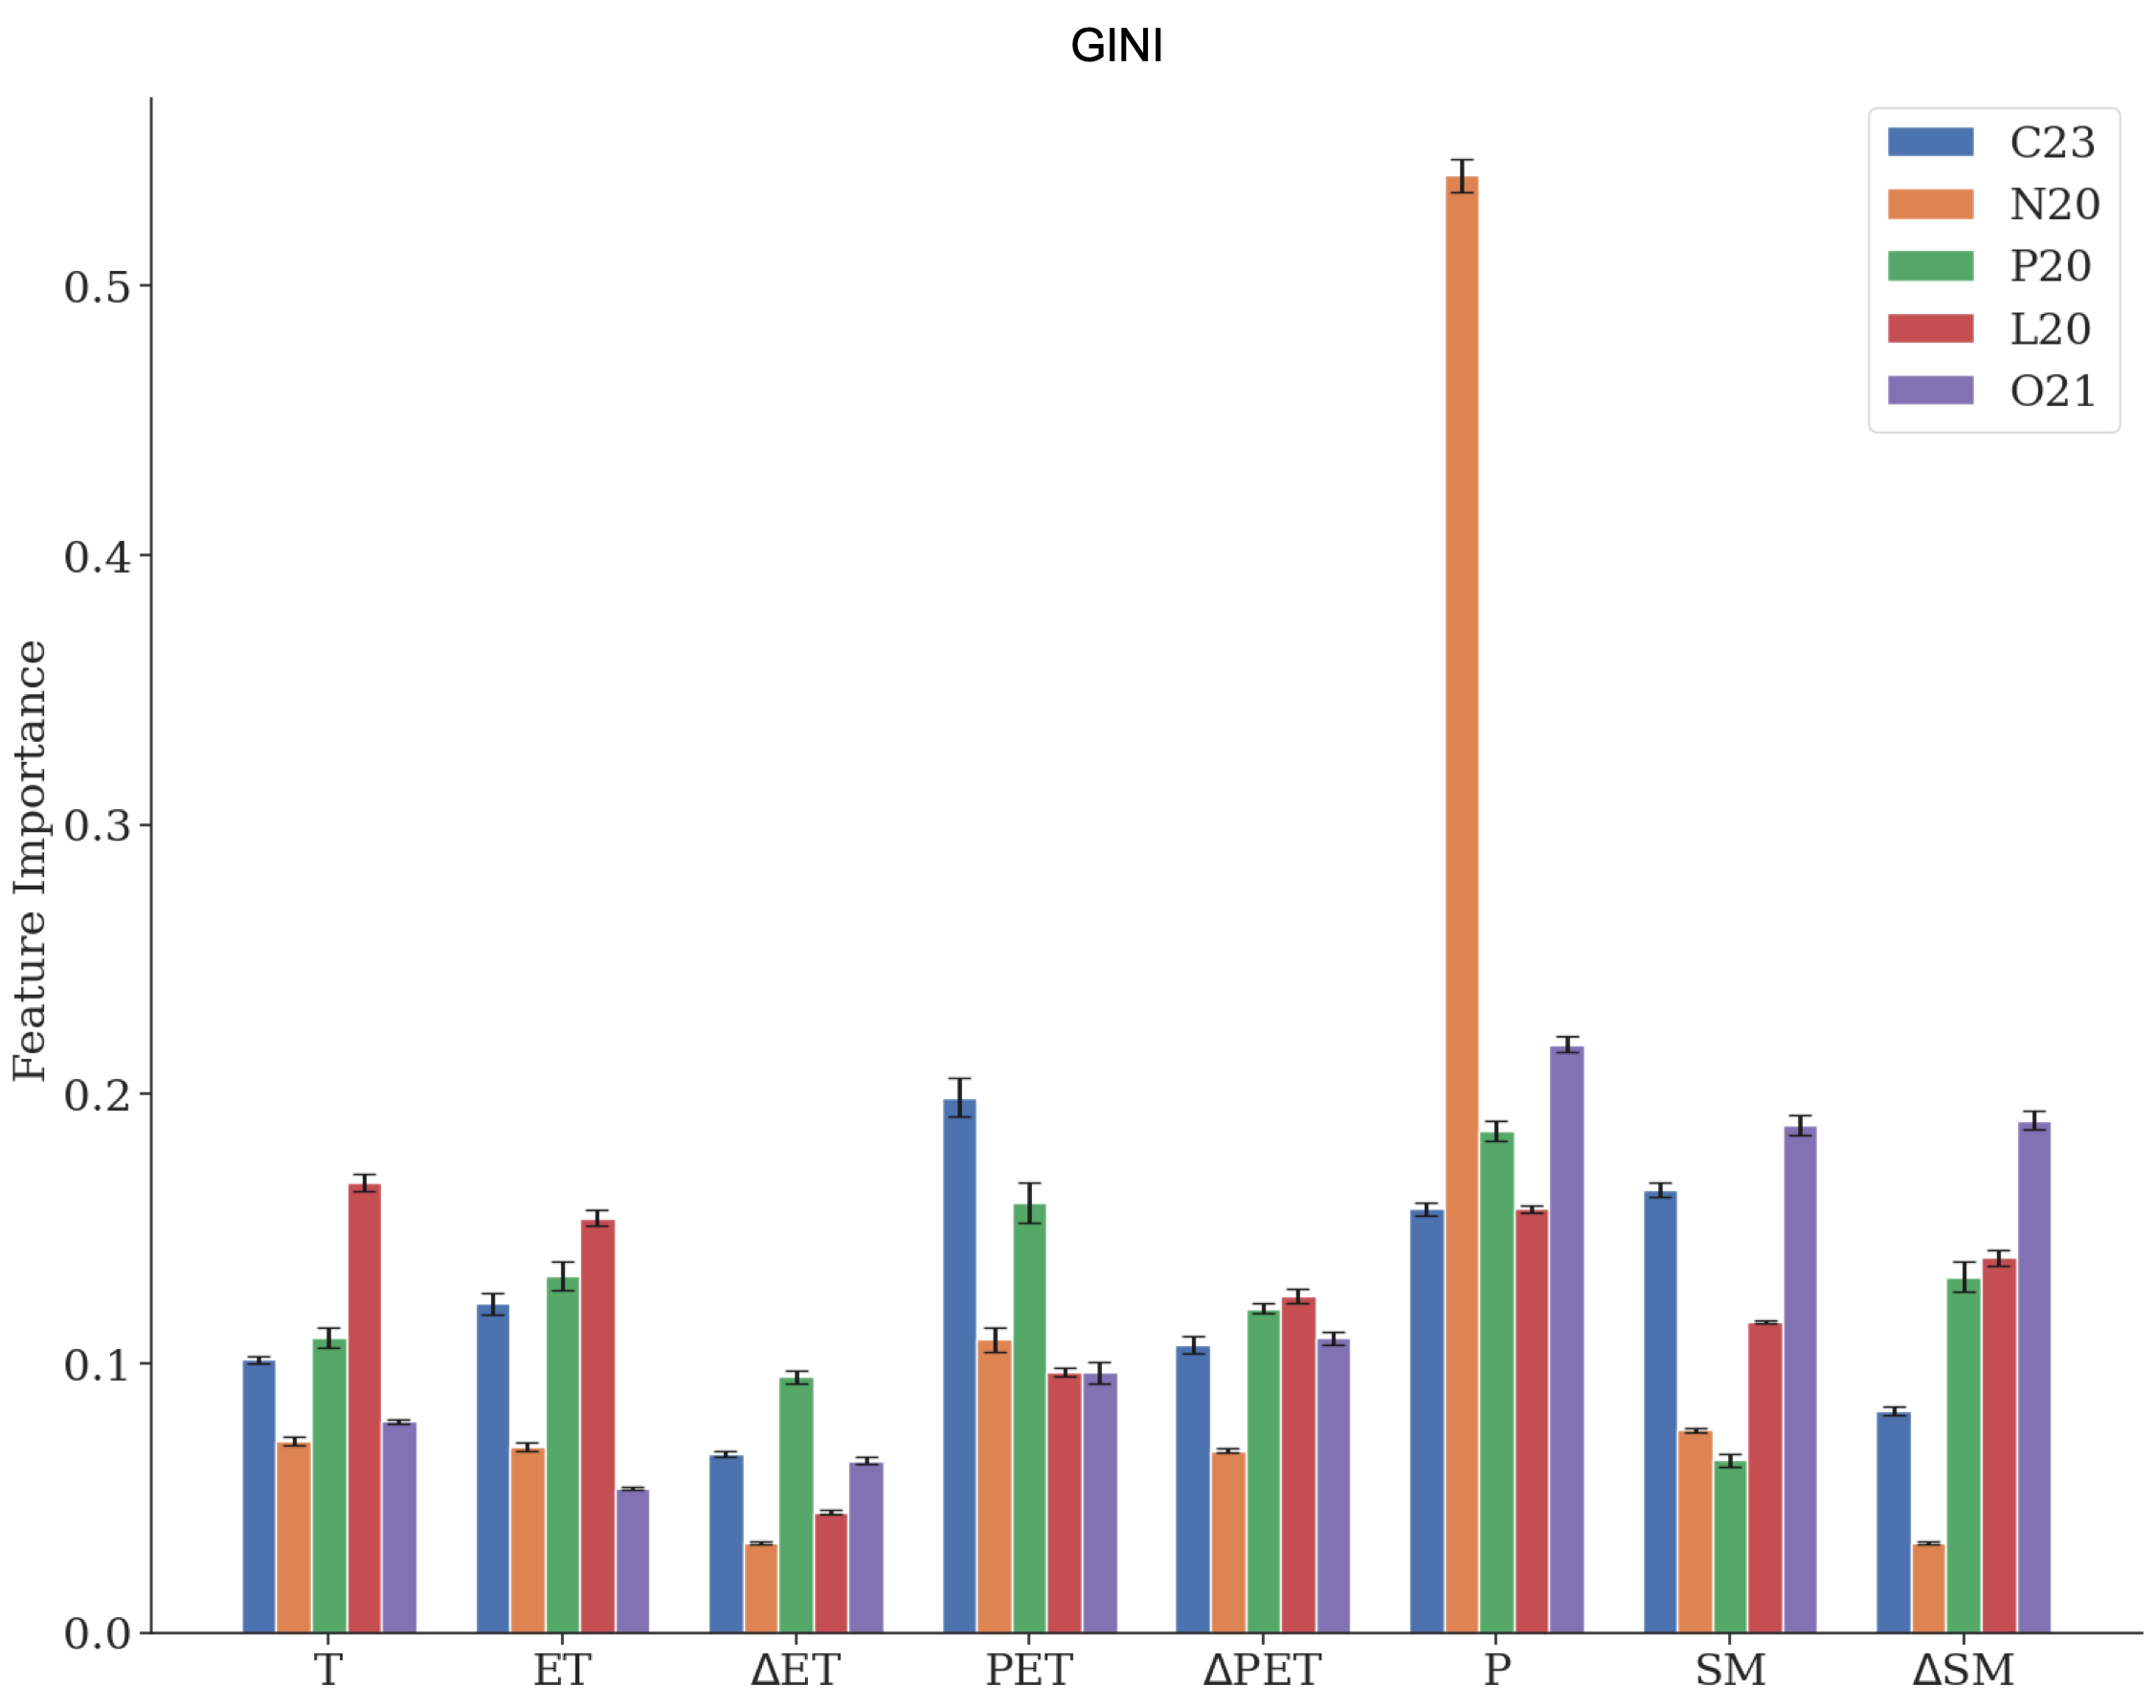 GINI
C23
N20
P20
L20
O21
Feature Importance
0.5
0.4
0.3
0.2
0.1
0.0
T ET ΔET PET ΔPET P SM ΔSM